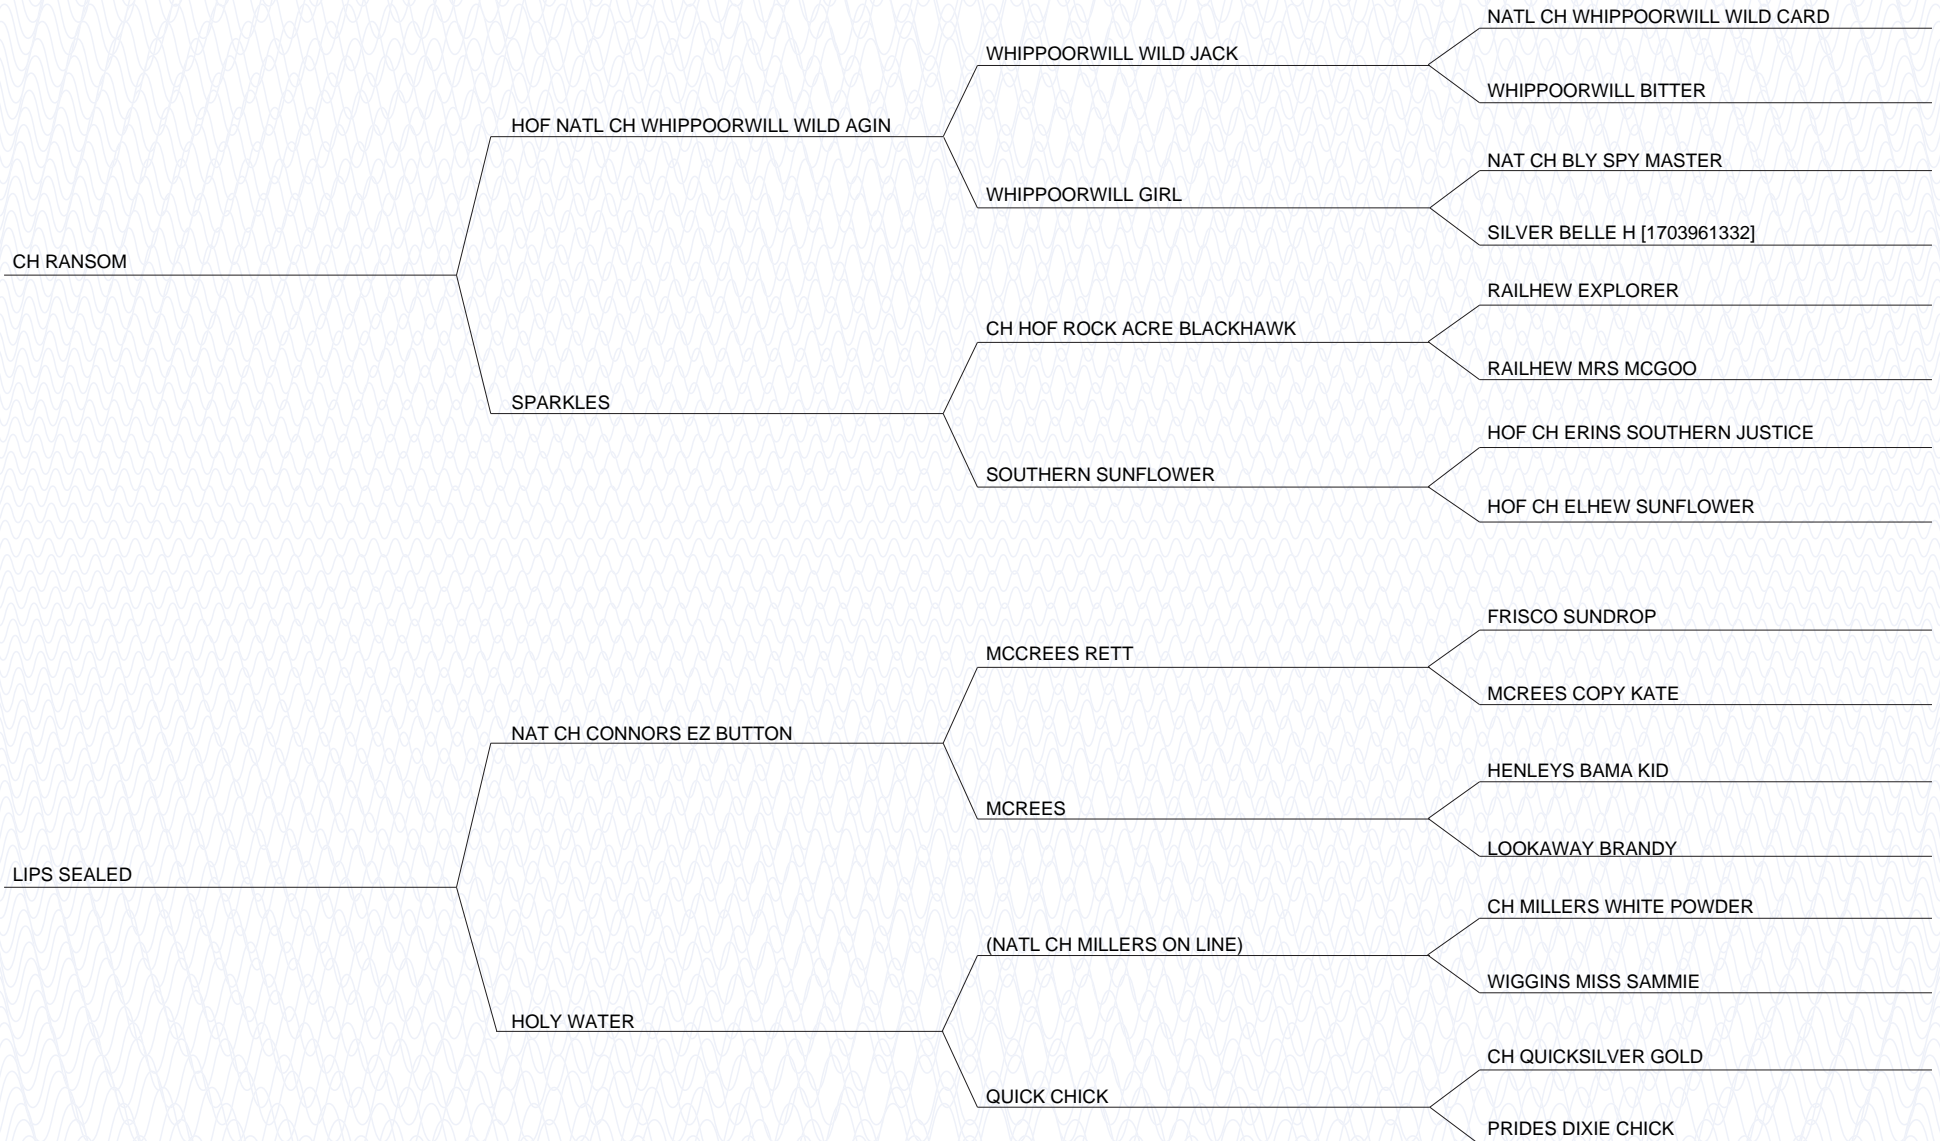 NATL CH WHIPPOORWILL WILD CARD
WHIPPOORWILL WILD JACK
WHIPPOORWILL BITTER
HOF NATL CH WHIPPOORWILL WILD AGIN
NAT CH BLY SPY MASTER
WHIPPOORWILL GIRL
SILVER BELLE H [1703961332]
CH RANSOM
RAILHEW EXPLORER
CH HOF ROCK ACRE BLACKHAWK
RAILHEW MRS MCGOO
SPARKLES
HOF CH ERINS SOUTHERN JUSTICE
SOUTHERN SUNFLOWER
HOF CH ELHEW SUNFLOWER
FRISCO SUNDROP
MCCREES RETT
MCREES COPY KATE
NAT CH CONNORS EZ BUTTON
HENLEYS BAMA KID
MCREES
LOOKAWAY BRANDY
LIPS SEALED
CH MILLERS WHITE POWDER
(NATL CH MILLERS ON LINE)
WIGGINS MISS SAMMIE
HOLY WATER
CH QUICKSILVER GOLD
QUICK CHICK
PRIDES DIXIE CHICK